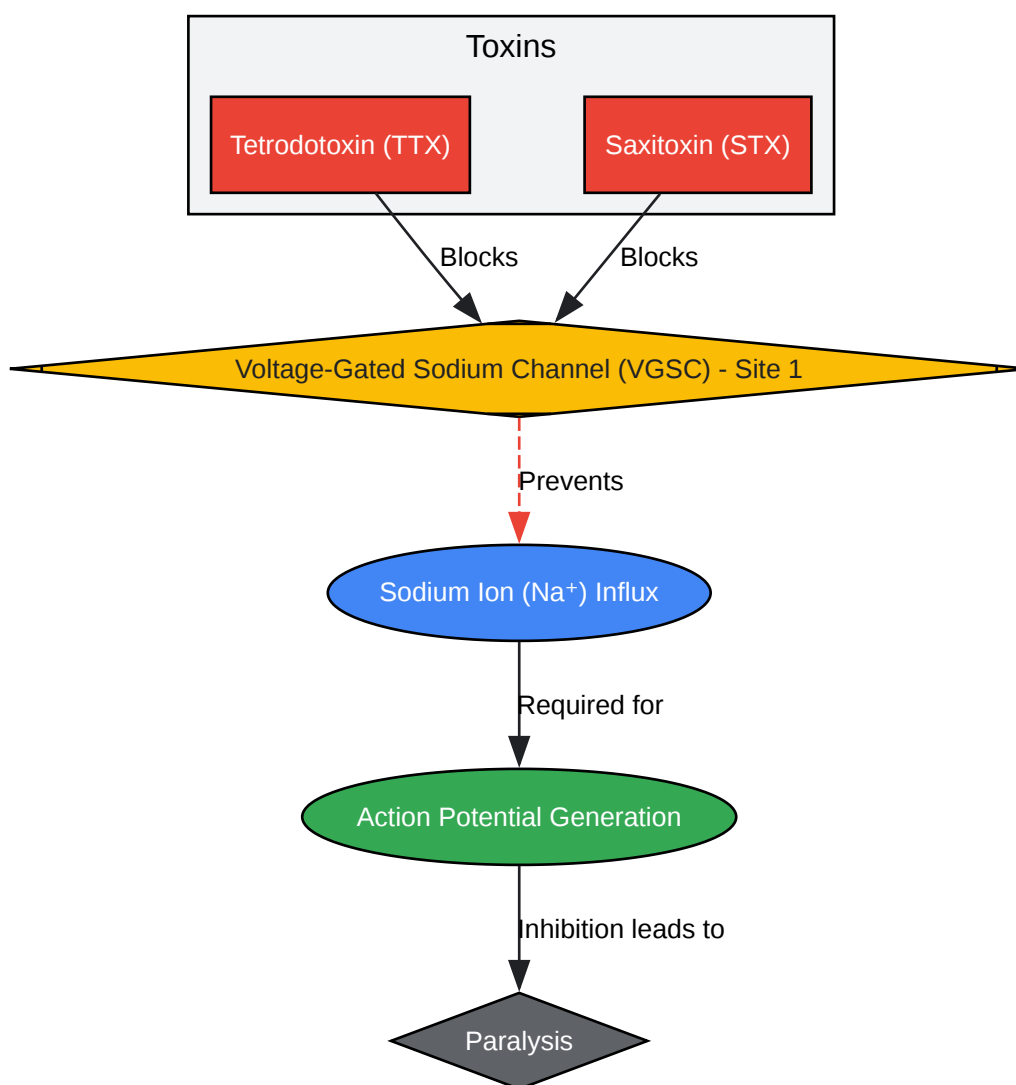 Toxins
Tetrodotoxin (TTX)
Saxitoxin (STX)
Blocks
Blocks
Voltage-Gated Sodium Channel (VGSC) - Site 1
Prevents
Sodium Ion (Na⁺) Influx
Required for
Action Potential Generation
Inhibition leads to
Paralysis